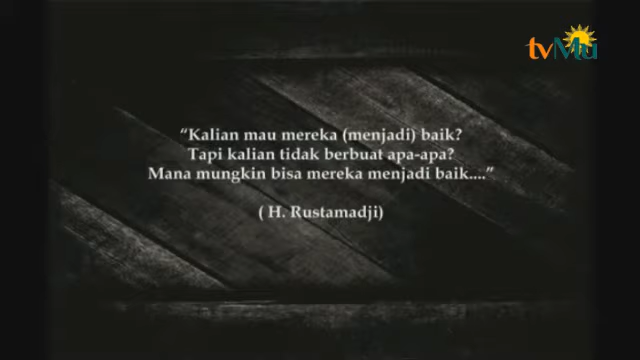 tvMu
“Kalian mau mereka (menjadi) baik?
Tapi kalian tidak berbuat apa-apa?
Mana mungkin bisa mereka menjadi baik....”
( H. Rustamadji)